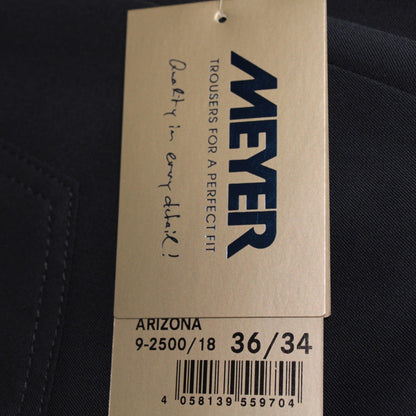 MEYER
TROUSERS FOR A PERFECT FIT
Quality in every detail!
ARIZONA
9-2500/18 36/34
4 058139 559704